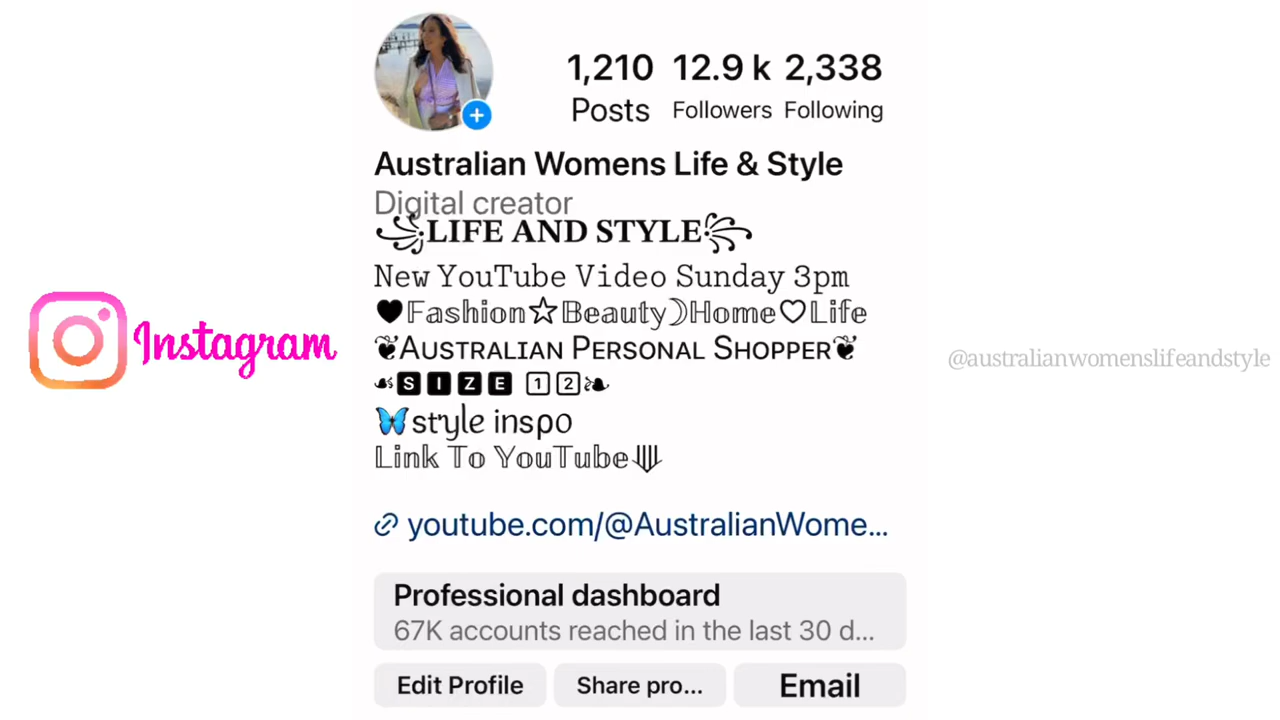 1,210 12.9 k 2,338
Posts Followers Following
Australian Womens Life & Style
Digital creator
꧁LIFE AND STYLE꧂
New YouTube Video Sunday 3pm
♥𝔽ashion☆𝔹eauty☽ℍome♡𝕃ife
❦Australian Personal Shopper❦
☙🆂🅸🆉🅴 1⃣2⃣❧
🦋style inspo
𝕃ink 𝕋o 𝕐ou𝕋ube⟱
youtube.com/@AustralianWome...
Professional dashboard
67K accounts reached in the last 30 d...
Edit Profile Share pro... Email
Instagram
@australianwomenslifeandstyle